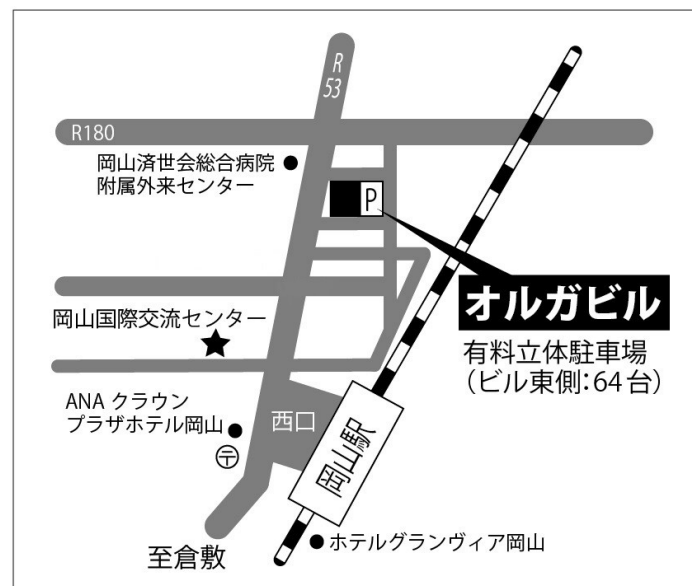 R
53
R180
岡山済世会総合病院
附属外来センター
P
オルガビル
有料立体駐車場
（ビル東側：64台）
岡山国際交流センター
ANA クラウン
プラザホテル岡山
西口
岡山駅
〒
至倉敷
ホテルグランヴィア岡山